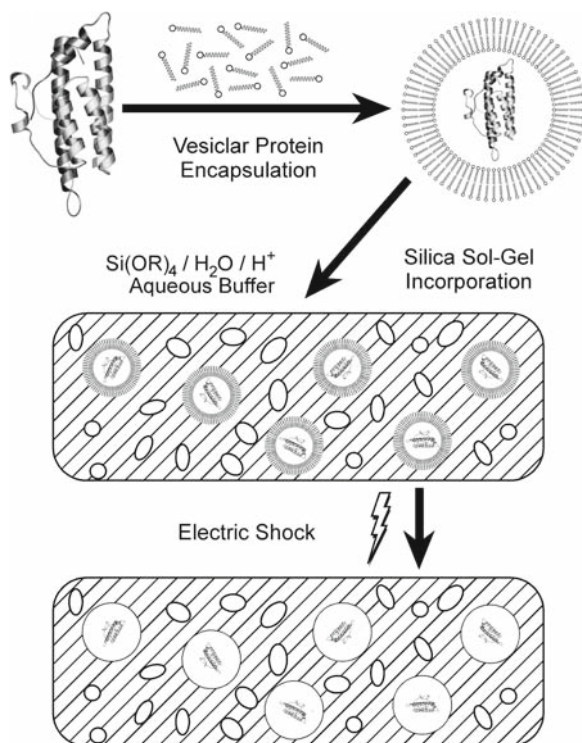 Vesiclar Protein
Encapsulation
Si(OR)4 / H2O / H+
Aqueous Buffer
Silica Sol-Gel
Incorporation
Electric Shock